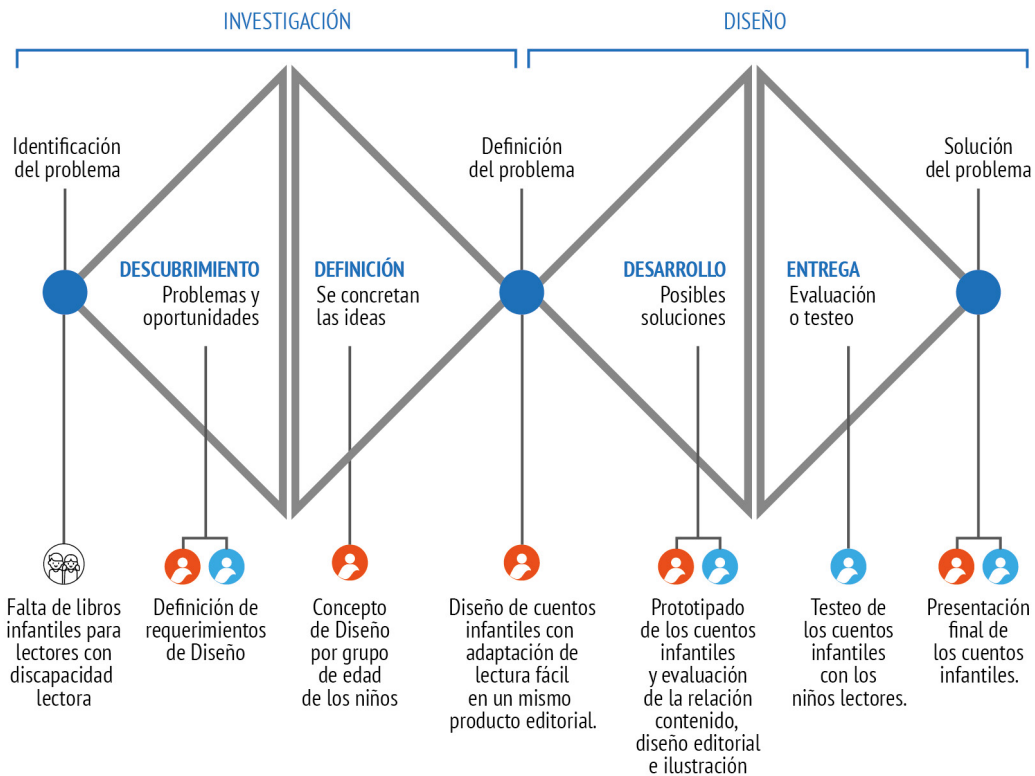 INVESTIGACIÓN
DISEÑO
Identificación
del problema
Definición
del problema
Solución
del problema
DESCUBRIMIENTO
Problemas y
oportunidades
DEFINICIÓN
Se concretan
las ideas
DESARROLLO
Posibles
soluciones
ENTREGA
Evaluación
o testeo
Falta de libros
infantiles para
lectores con
discapacidad
lectora
Definición de
requerimientos
de Diseño
Concepto
de Diseño
por grupo
de edad
de los niños
Diseño de cuentos
infantiles con
adaptación de
lectura fácil
en un mismo
producto editorial.
Prototipado
de los cuentos
infantiles
y evaluación
de la relación
contenido,
diseño editorial
e ilustración
Testeo de
los cuentos
infantiles
con los
niños lectores.
Presentación
final de
los cuentos
infantiles.